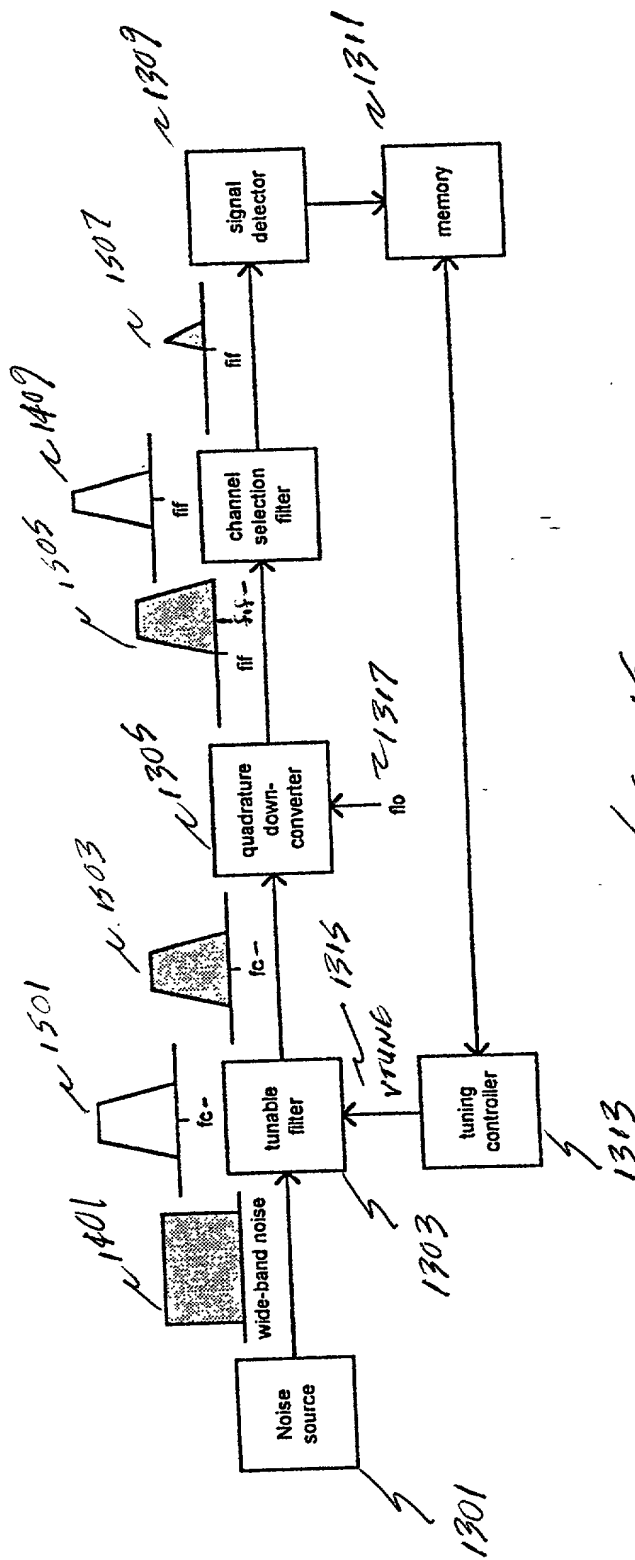 1401
1501
1503
1305
1505
1409
1507
1309
wide-band noise
fc –
fc –
fif
fif –
fif
fif
Noise
source
tunable
filter
quadrature
down-
converter
channel
selection
filter
signal
detector
1301
1303
1315
VTUNE
flo
1317
tuning
controller
1313
memory
1311